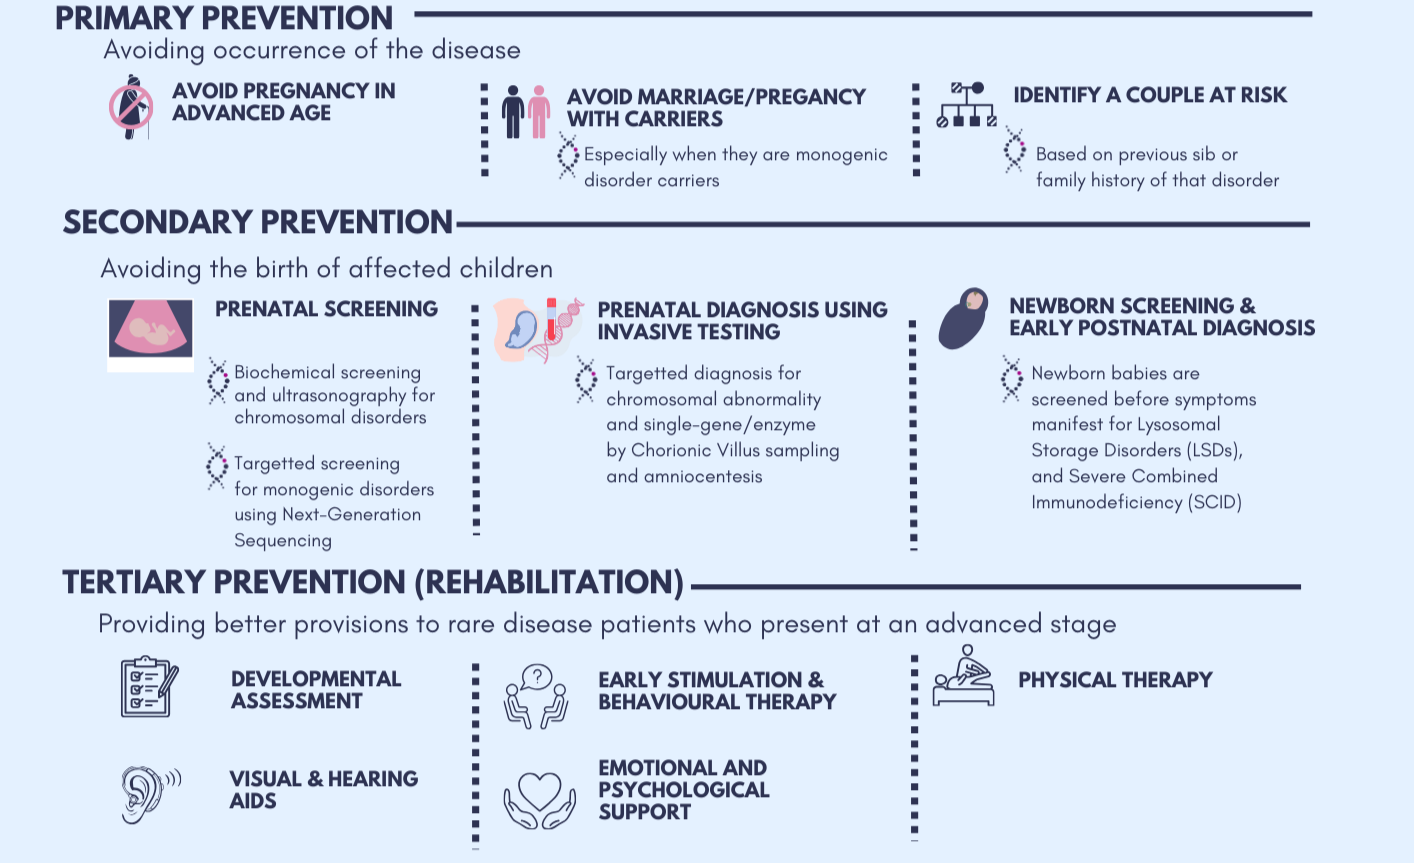 PRIMARY PREVENTION
Avoiding occurrence of the disease
AVOID PREGNANCY IN
ADVANCED AGE
AVOID MARRIAGE/PREGANCY
WITH CARRIERS
Especially when they are monogenic
disorder carriers
IDENTIFY A COUPLE AT RISK
Based on previous sib or
family history of that disorder
SECONDARY PREVENTION
Avoiding the birth of affected children
PRENATAL SCREENING
Biochemical screening
and ultrasonography for
chromosomal disorders
Targetted screening
for monogenic disorders
using Next-Generation
Sequencing
PRENATAL DIAGNOSIS USING
INVASIVE TESTING
Targetted diagnosis for
chromosomal abnormality
and single-gene/enzyme
by Chorionic Villus sampling
and amniocentesis
NEWBORN SCREENING &
EARLY POSTNATAL DIAGNOSIS
Newborn babies are
screened before symptoms
manifest for Lysosomal
Storage Disorders (LSDs),
and Severe Combined
Immunodeficiency (SCID)
TERTIARY PREVENTION (REHABILITATION)
Providing better provisions to rare disease patients who present at an advanced stage
DEVELOPMENTAL
ASSESSMENT
VISUAL & HEARING
AIDS
?
EARLY STIMULATION &
BEHAVIOURAL THERAPY
EMOTIONAL AND
PSYCHOLOGICAL
SUPPORT
PHYSICAL THERAPY